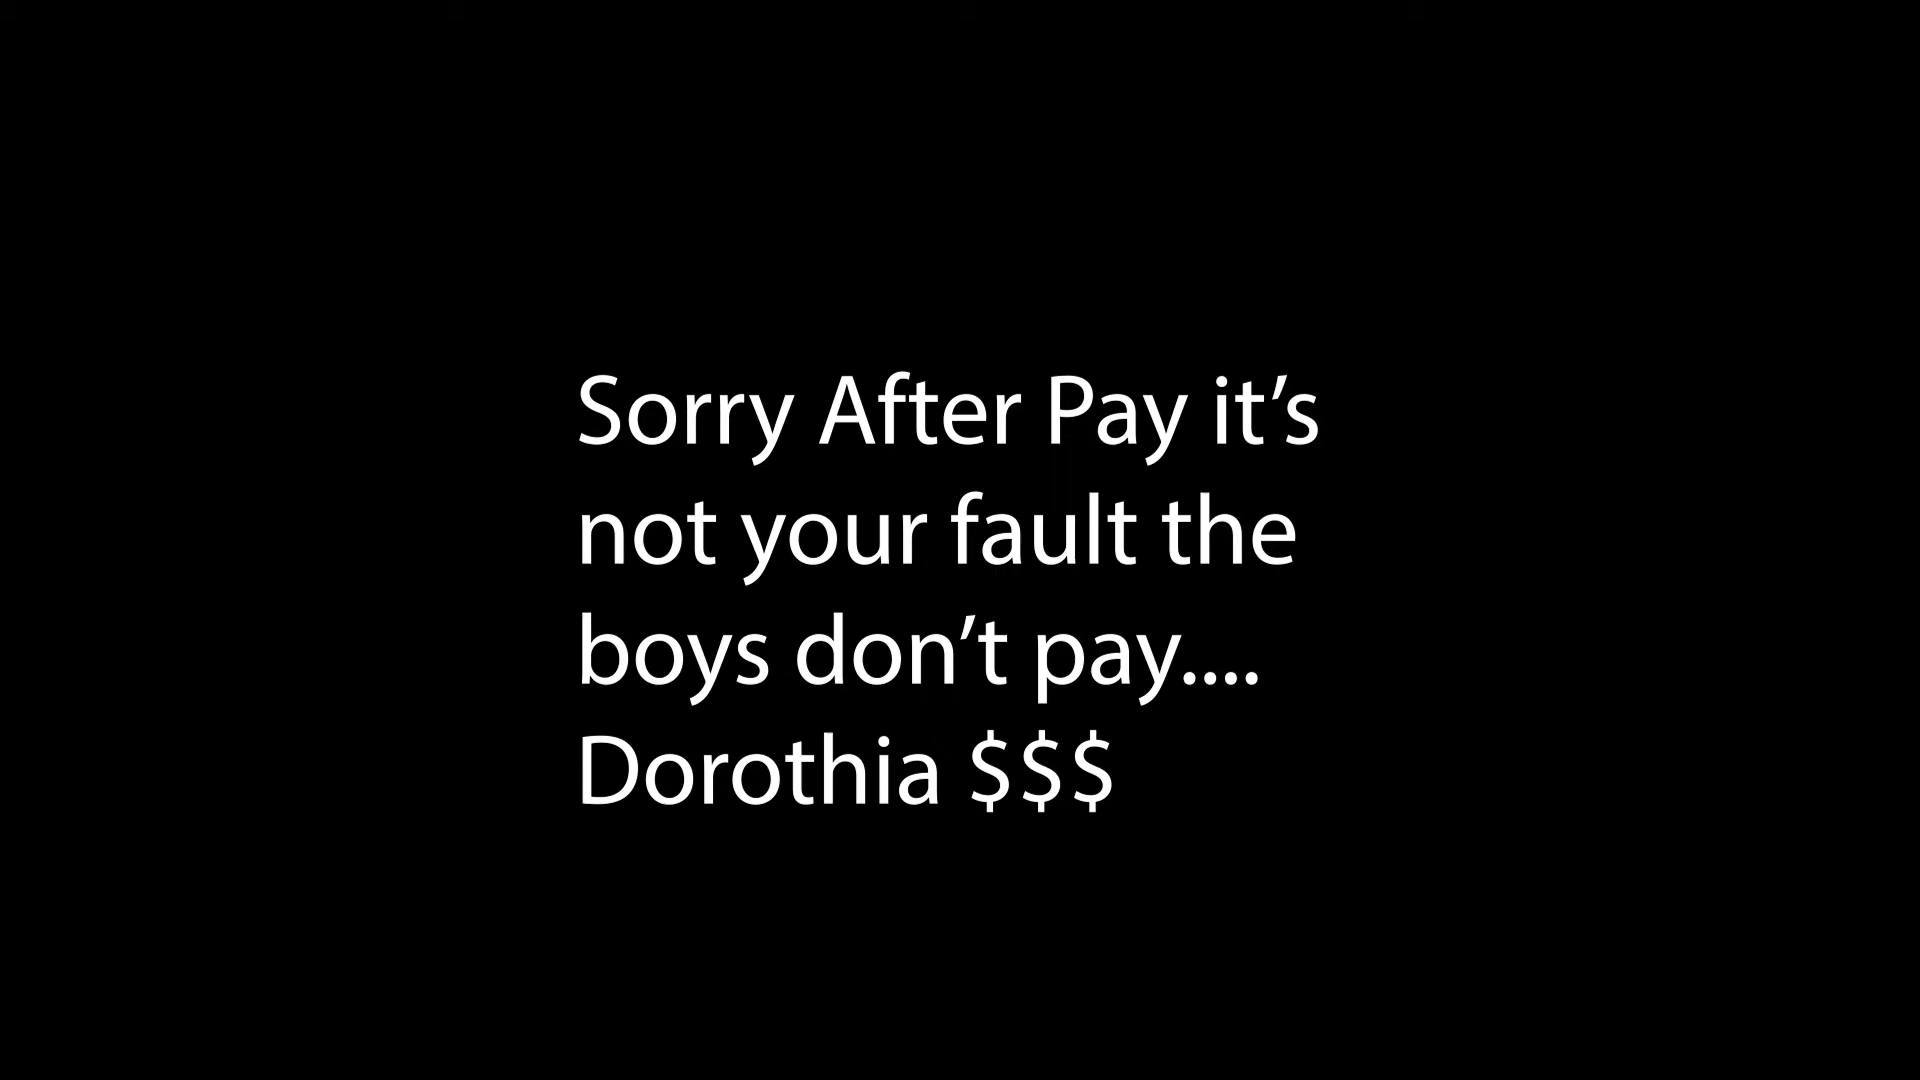 Sorry After Pay it’s
not your fault the
boys don’t pay....
Dorothia $$$